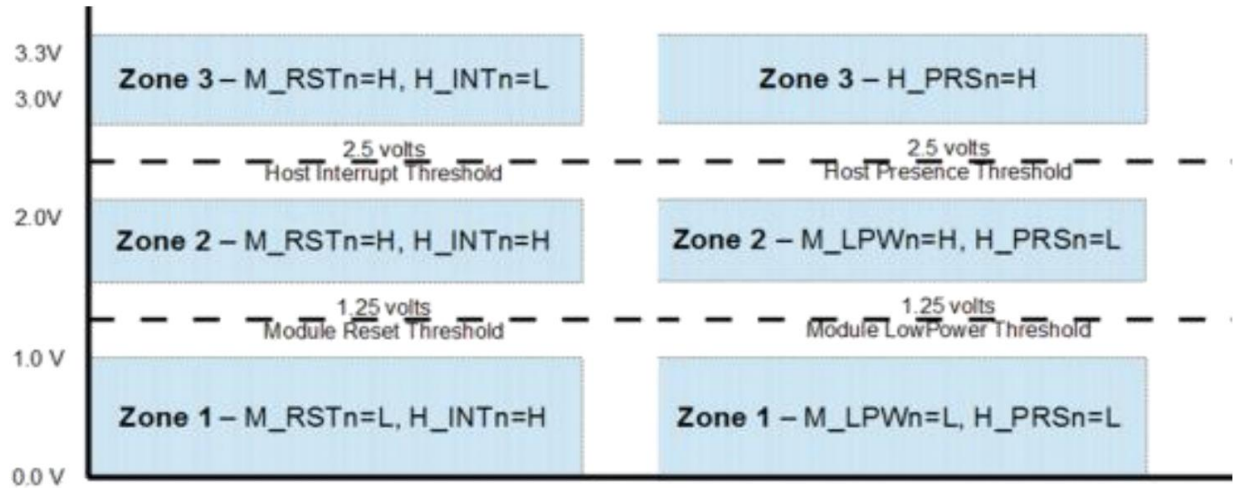 3.3V
Zone 3 – M_RSTn=H, H_INTn=L
Zone 3 – H_PRSn=H
3.0V
2.5 volts
Host Interrupt Threshold
2.5 volts
Host Presence Threshold
2.0V
Zone 2 – M_RSTn=H, H_INTn=H
Zone 2 – M_LPWn=H, H_PRSn=L
1.25 volts
Module Reset Threshold
1.25 volts
Module LowPower Threshold
1.0 V
Zone 1 – M_RSTn=L, H_INTn=H
Zone 1 – M_LPWn=L, H_PRSn=L
0.0 V